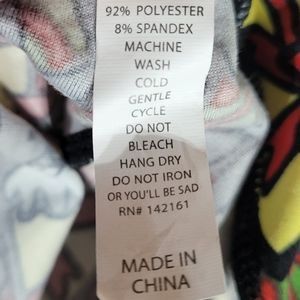 92% POLYESTER
8% SPANDEX
MACHINE
WASH
COLD
GENTLE
CYCLE
DO NOT
BLEACH
HANG DRY
DO NOT IRON
OR YOU'LL BE SAD
RN# 142161
MADE IN
CHINA